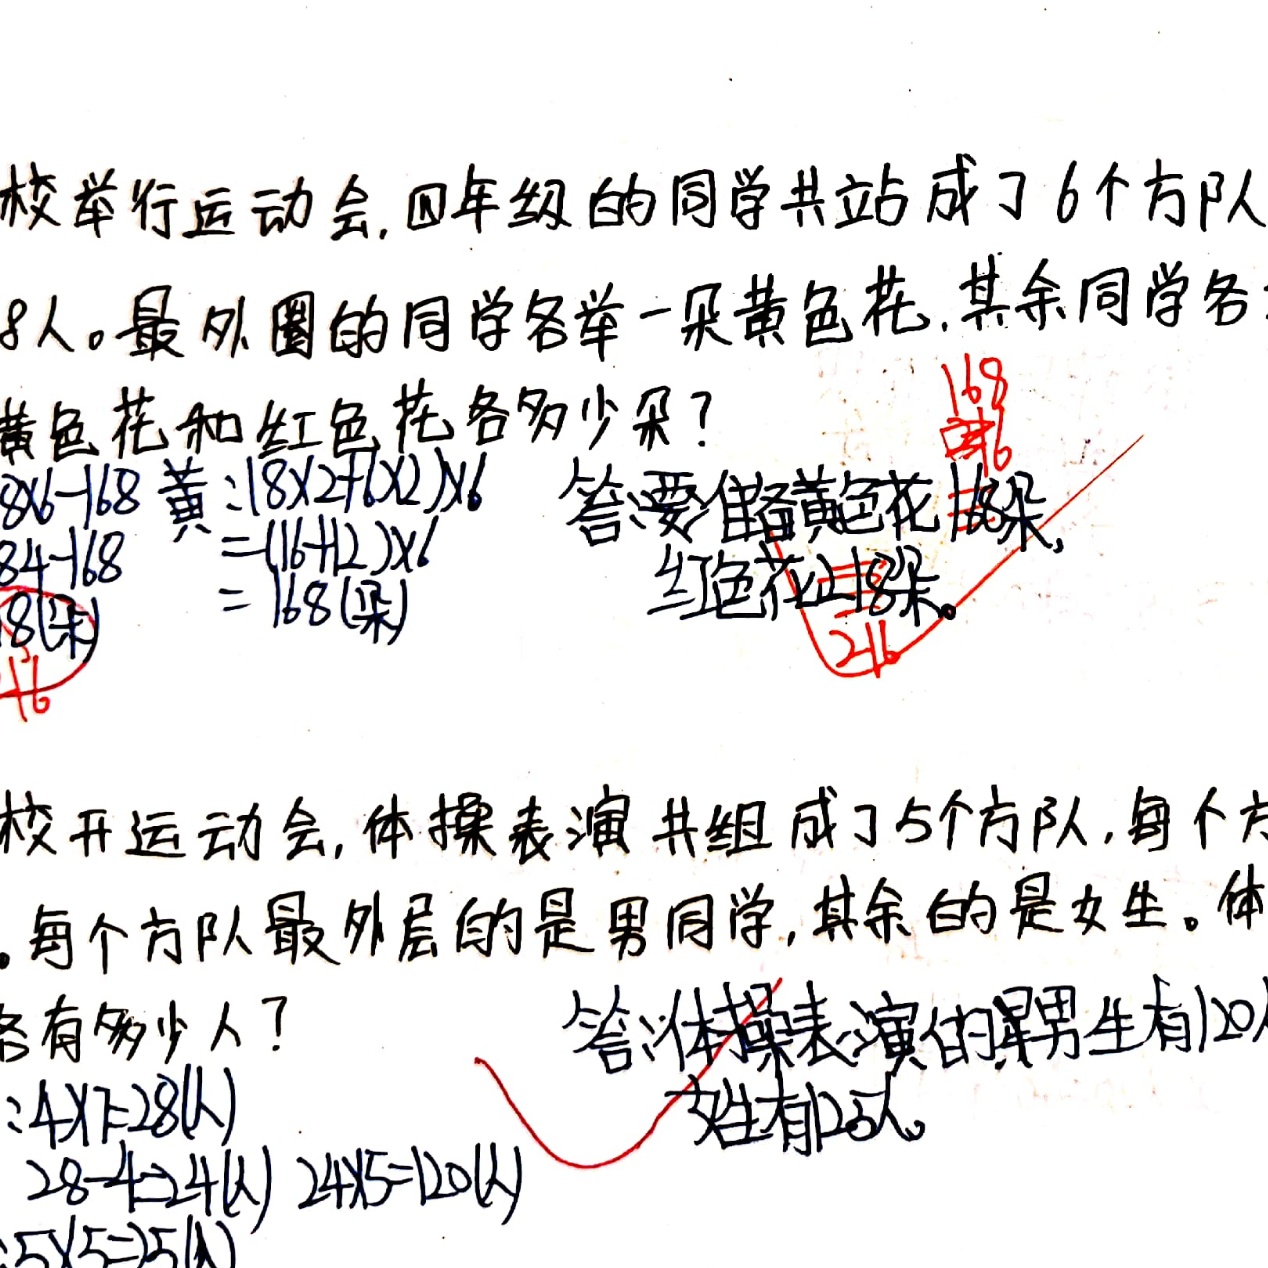 校举行运动会,四年级的同学共站成了6个方队
8人。最外圈的同学各举一朵黄色花,其余同学各
黄色花和红色花各多少朵?
168
8×6-168 黄:(8×2+6×2)×6 答:要准备黄色花168朵,
84-168 =(16+12)×6 红色花218朵。
8(朵) = 168(朵)
216
16
校开运动会,体操表演共组成了5个方队,每个方
。每个方队最外层的是男同学,其余的是女生。体
各有多少人?
答:体操表演的男生有120人
女生有125人。
:4×7=28(人)
28-4=24(人) 24×5=120(人)
:5×5=25(人)